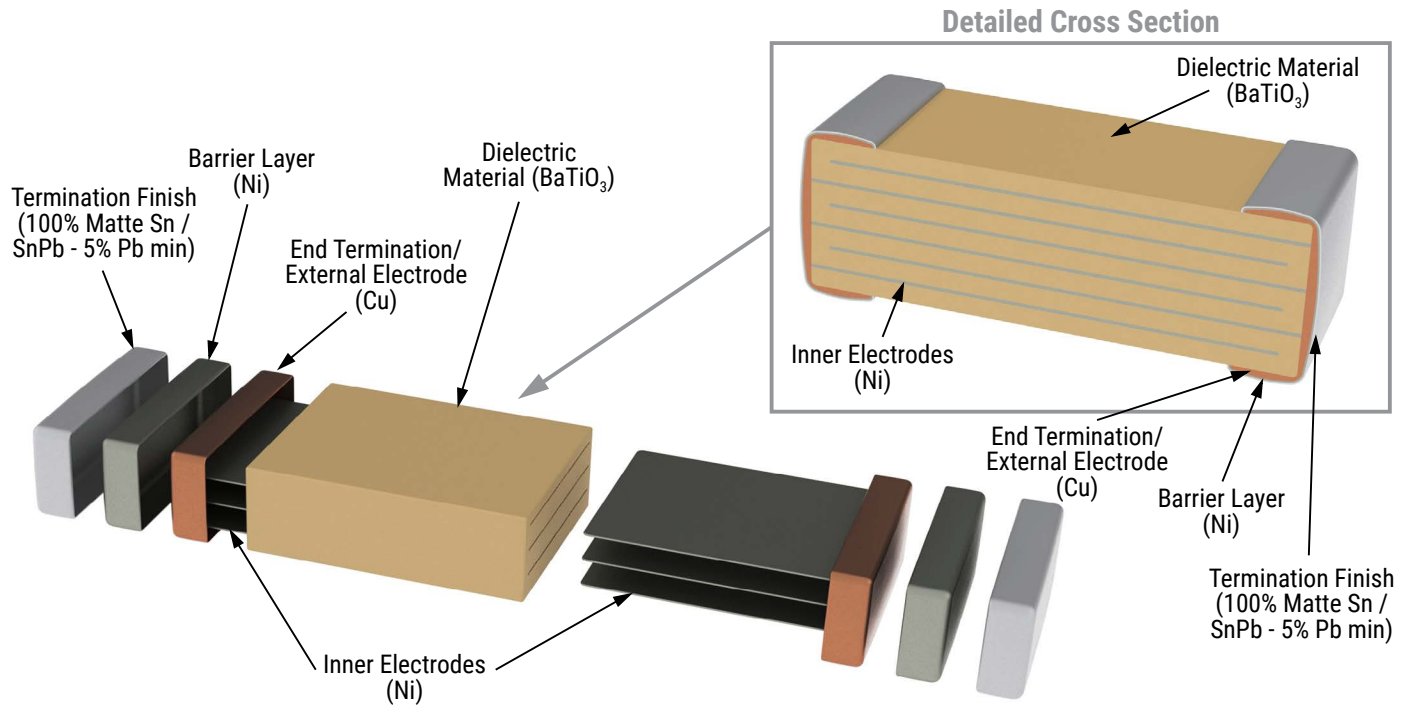 Detailed Cross Section
Dielectric Material
(BaTiO₃)
Inner Electrodes
(Ni)
End Termination/
External Electrode
(Cu)
Barrier Layer
(Ni)
Termination Finish
(100% Matte Sn /
SnPb - 5% Pb min)
Termination Finish
(100% Matte Sn /
SnPb - 5% Pb min)
Barrier Layer
(Ni)
End Termination/
External Electrode
(Cu)
Dielectric
Material (BaTiO₃)
Inner Electrodes
(Ni)